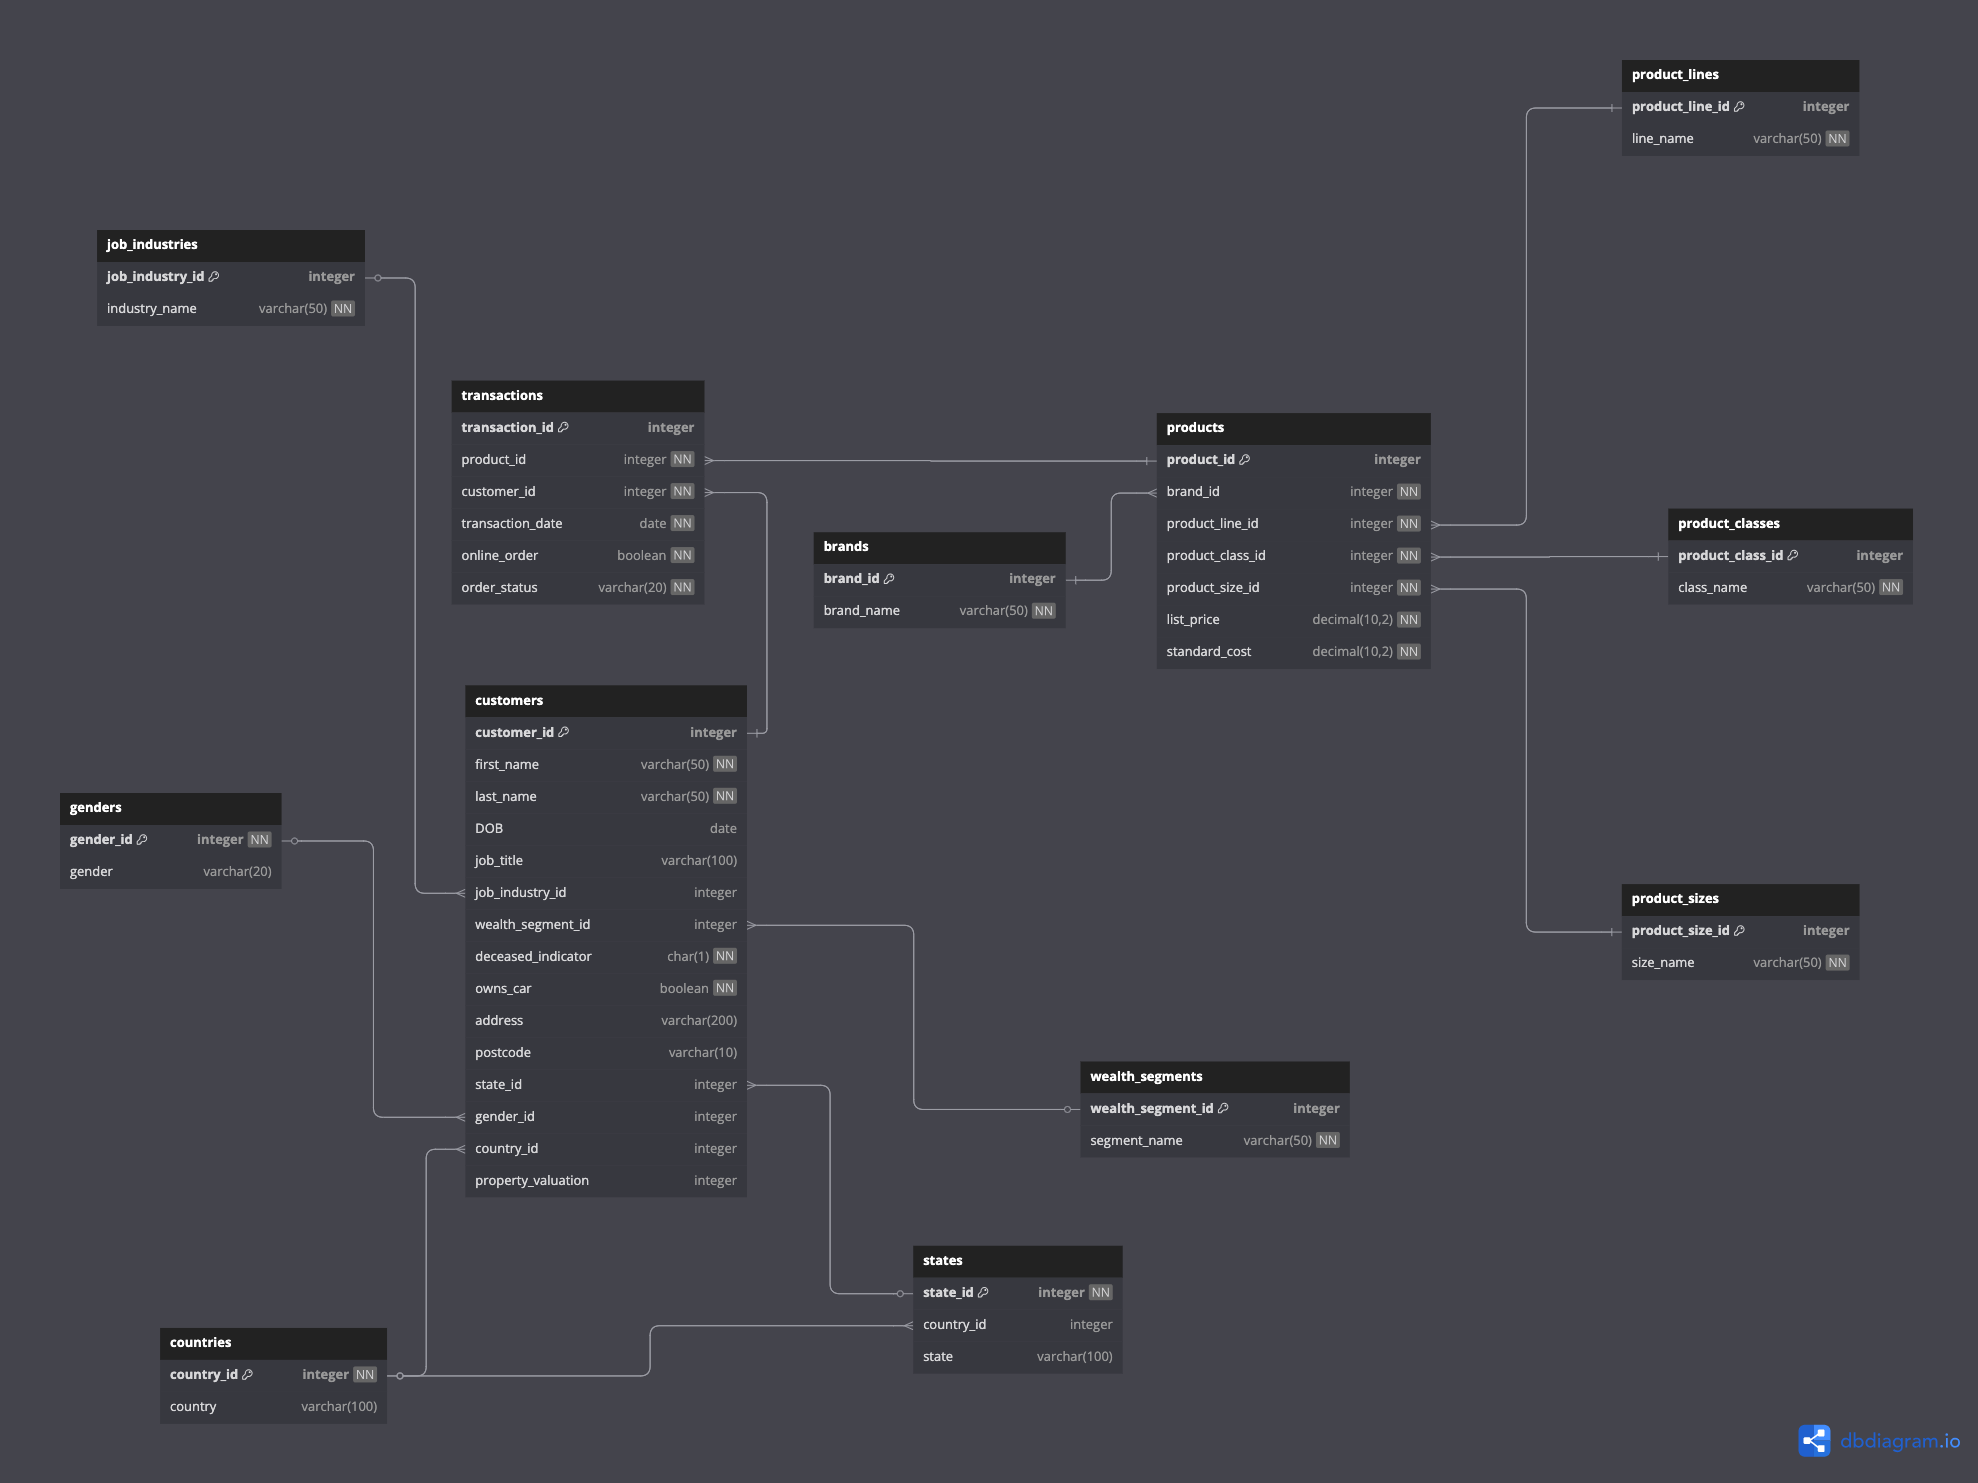 product_lines
product_line_id integer
line_name varchar(50) NN
job_industries
job_industry_id integer
industry_name varchar(50) NN
transactions
transaction_id integer
product_id integer NN
customer_id integer NN
transaction_date date NN
online_order boolean NN
order_status varchar(20) NN
products
product_id integer
brand_id integer NN
product_line_id integer NN
product_class_id integer NN
product_size_id integer NN
list_price decimal(10,2) NN
standard_cost decimal(10,2) NN
product_classes
product_class_id integer
class_name varchar(50) NN
brands
brand_id integer
brand_name varchar(50) NN
customers
customer_id integer
first_name varchar(50) NN
last_name varchar(50) NN
DOB date
job_title varchar(100)
job_industry_id integer
wealth_segment_id integer
deceased_indicator char(1) NN
owns_car boolean NN
address varchar(200)
postcode varchar(10)
state_id integer
gender_id integer
country_id integer
property_valuation integer
genders
gender_id integer NN
gender varchar(20)
product_sizes
product_size_id integer
size_name varchar(50) NN
wealth_segments
wealth_segment_id integer
segment_name varchar(50) NN
states
state_id integer NN
country_id integer
state varchar(100)
countries
country_id integer NN
country varchar(100)
dbdiagram.io